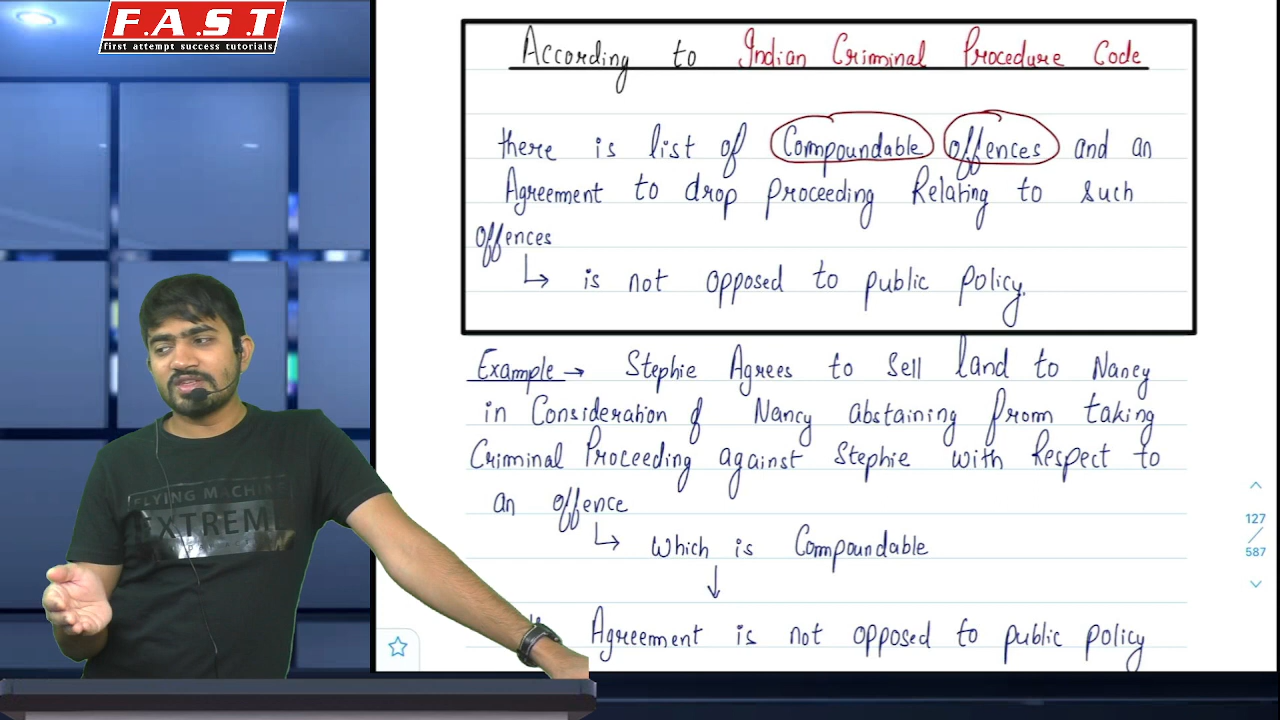 F.A.S.T
first attempt success tutorials
According to Indian Criminal Procedure Code
there is list of Compoundable offences and an
Agreement to drop proceeding Relating to such
offences
↳ is not opposed to public policy.
Example → Stephie Agrees to Sell land to Nancy
in Consideration of Nancy abstaining from taking
Criminal Proceeding against Stephie with Respect to
an offence
↳ which is Compoundable
↓
Agreement is not opposed to public policy
FLYING MACHINE
EXTREME
127
587